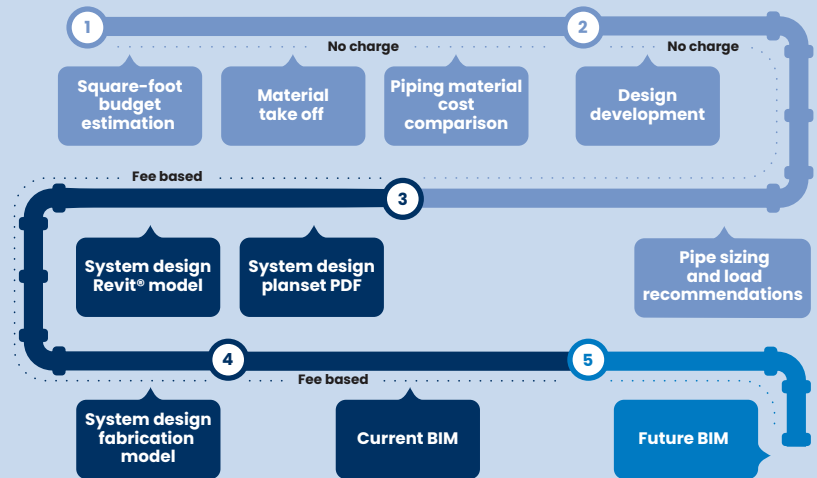 1
2
No charge
No charge
Square-foot
budget
estimation
Material
take off
Piping material
cost
comparison
Design
development
Fee based
3
System design
Revit® model
System design
planset PDF
Pipe sizing
and load
recommendations
4
5
Fee based
System design
fabrication
model
Current BIM
Future BIM